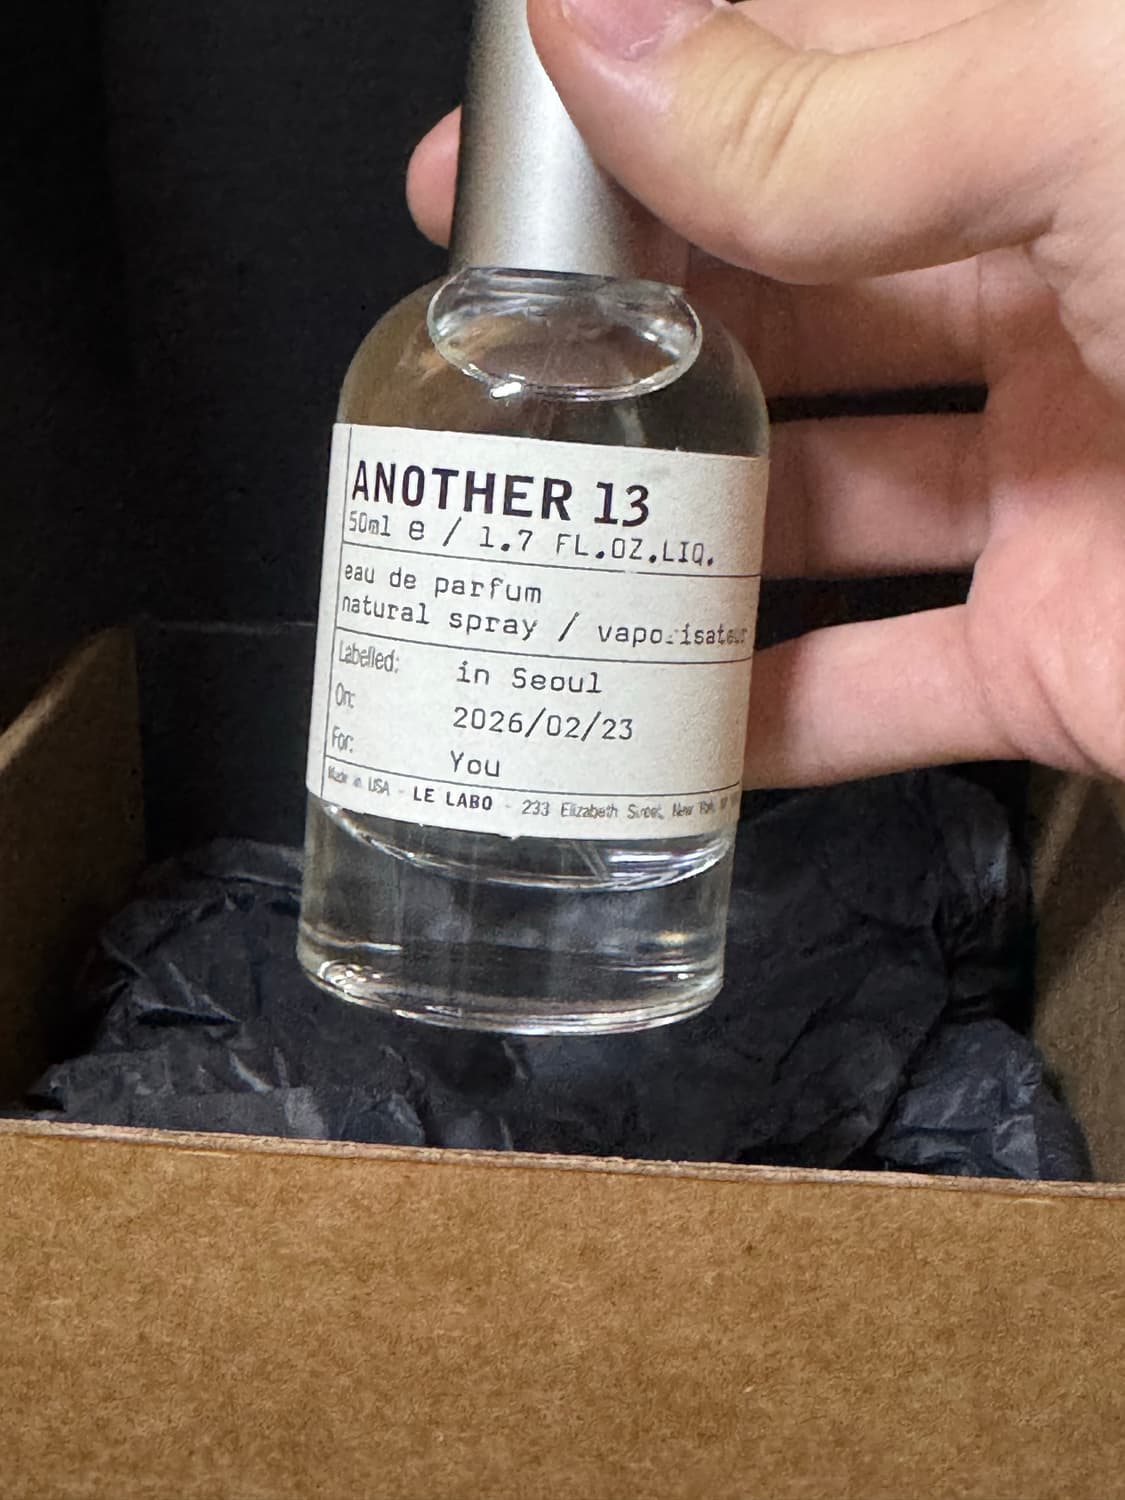 ANOTHER 13
50ml e / 1.7 FL.OZ.LIQ.
eau de parfum
natural spray / vaporisateur
Labelled: in Seoul
On: 2026/02/23
For: You
Made in USA - LE LABO - 233 Elizabeth Street, New York,